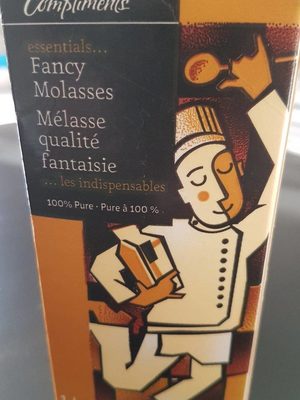 Compliments
essentials...
Fancy
Molasses
Mélasse
qualité
fantaisie
...les indispensables
100% Pure · Pure à 100 %